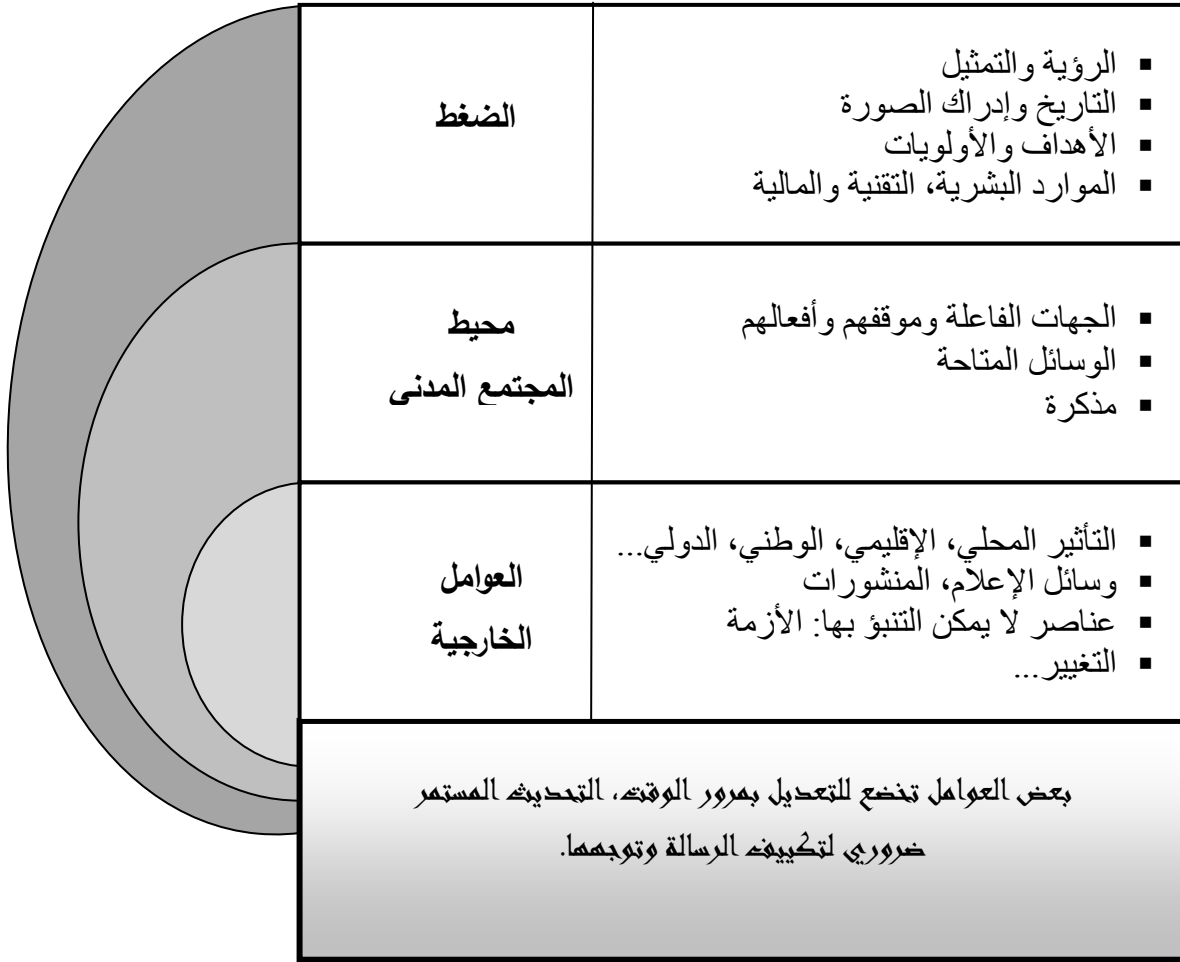 الضغط
▪ الرؤية والتمثيل
▪ التاريخ وإدراك الصورة
▪ الأهداف والأولويات
▪ الموارد البشرية، التقنية والمالية
محيط
المجتمع المدني
▪ الجهات الفاعلة وموقفهم وأفعالهم
▪ الوسائل المتاحة
▪ مذكرة
العوامل
الخارجية
▪ التأثير المحلي، الإقليمي، الوطني، الدولي...
▪ وسائل الإعلام، المنشورات
▪ عناصر لا يمكن التنبؤ بها: الأزمة
▪ التغيير...
بعض العوامل تخضع للتعديل بمرور الوقت، التحديث المستمر
ضروري لتكييف الرسالة وتوجهها.